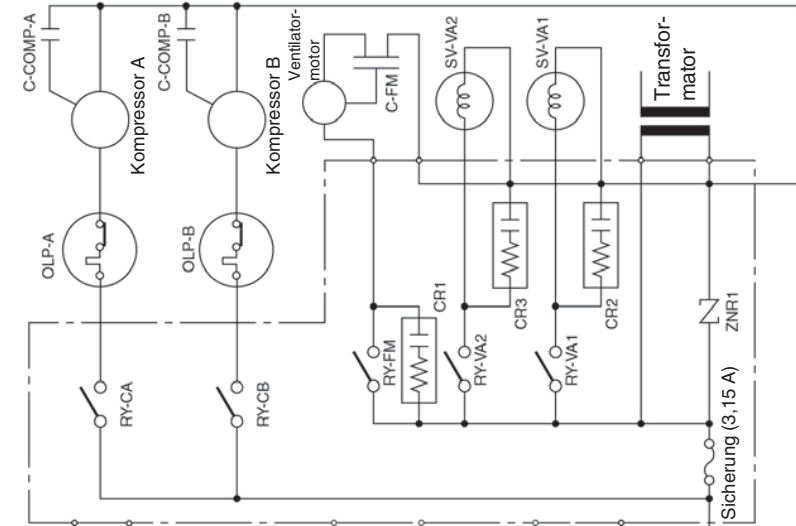 C-COMP-A
Kompressor A
C-COMP-B
Kompressor B
Ventilator-
motor
C-FM
SV-VA2
SV-VA1
Transfor-
mator
OLP-A
OLP-B
CR1
CR3
CR2
ZNR1
RY-CA
RY-CB
RY-FM
RY-VA2
RY-VA1
Sicherung (3,15 A)